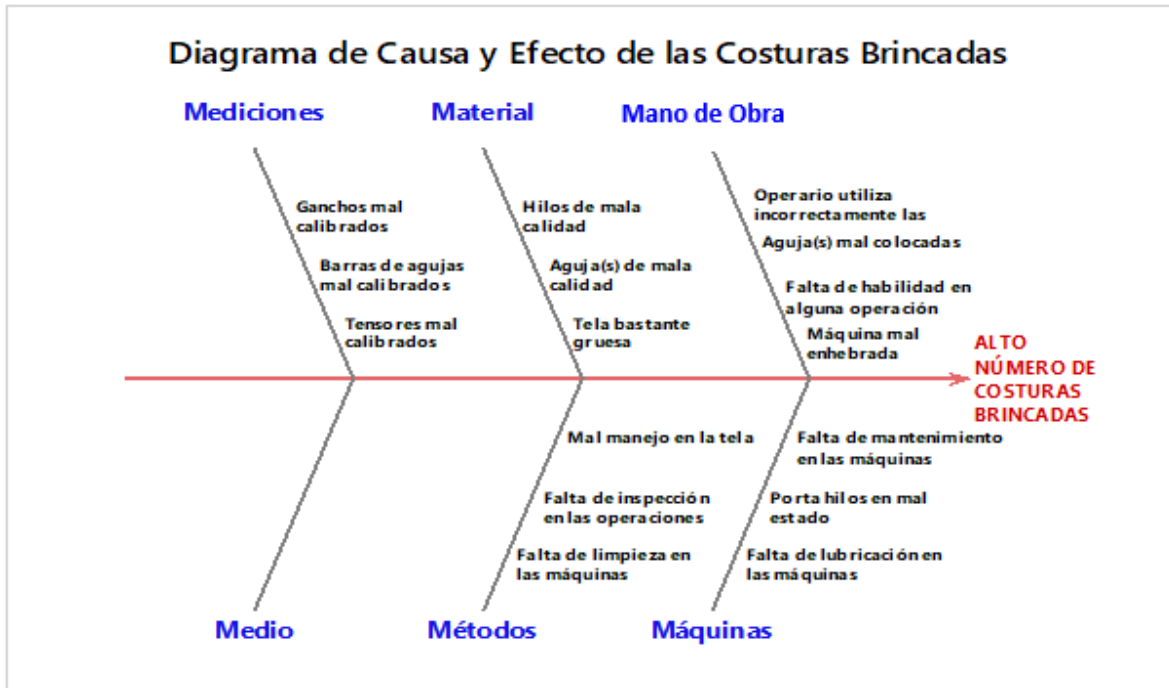 Diagrama de Causa y Efecto de las Costuras Brincadas
Mediciones
Material
Mano de Obra
Ganchos mal
calibrados
Barras de agujas
mal calibrados
Tensores mal
calibrados
Hilos de mala
calidad
Aguja(s) de mala
calidad
Tela bastante
gruesa
Operario utiliza
incorrectamente las
Aguja(s) mal colocadas
Falta de habilidad en
alguna operación
Máquina mal
enhebrada
ALTO
NÚMERO DE
COSTURAS
BRINCADAS
Mal manejo en la tela
Falta de inspección
en las operaciones
Falta de limpieza en
las máquinas
Falta de mantenimiento
en las máquinas
Porta hilos en mal
estado
Falta de lubricación en
las máquinas
Medio
Métodos
Máquinas